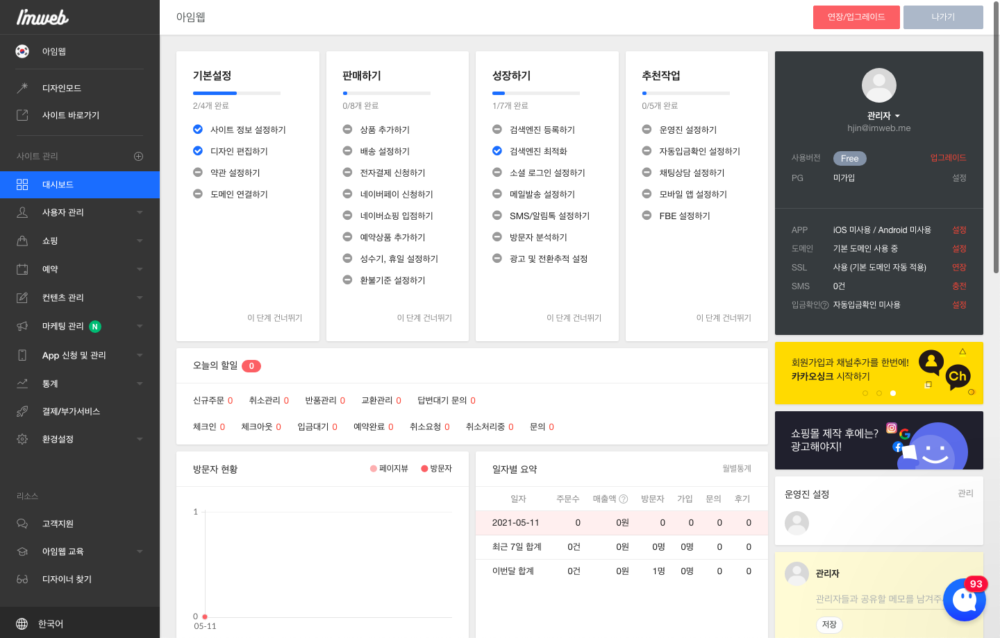 I'mweb
아임웹
연장/업그레이드
나가기
아임웹
디자인모드
사이트 바로가기
사이트 관리
대시보드
사용자 관리
쇼핑
예약
컨텐츠 관리
마케팅 관리 N
App 신청 및 관리
통계
결제/부가서비스
환경설정
리소스
고객지원
아임웹 교육
디자이너 찾기
한국어
기본설정
2/4개 완료
사이트 정보 설정하기
디자인 편집하기
약관 설정하기
도메인 연결하기
이 단계 건너뛰기
판매하기
0/8개 완료
상품 추가하기
배송 설정하기
전자결제 신청하기
네이버페이 신청하기
네이버쇼핑 입점하기
예약상품 추가하기
성수기, 휴일 설정하기
환불기준 설정하기
이 단계 건너뛰기
성장하기
1/7개 완료
검색엔진 등록하기
검색엔진 최적화
소셜 로그인 설정하기
메일발송 설정하기
SMS/알림톡 설정하기
방문자 분석하기
광고 및 전환추적 설정
이 단계 건너뛰기
추천작업
0/5개 완료
운영진 설정하기
자동입금확인 설정하기
채팅상담 설정하기
모바일 앱 설정하기
FBE 설정하기
이 단계 건너뛰기
오늘의 할일 0
신규주문 0 취소관리 0 반품관리 0 교환관리 0 답변대기 문의 0
체크인 0 체크아웃 0 입금대기 0 예약완료 0 취소요청 0 취소처리중 0 문의 0
방문자 현황
페이지뷰 방문자
1
0
05-11
일자별 요약
월별통계
일자 주문수 매출액 ? 방문자 가입 문의 후기
2021-05-11 0 0원 0 0 0 0
최근 7일 합계 0건 0원 0명 0명 0 0
이번달 합계 0건 0원 1명 0명 0 0
관리자
hjin@imweb.me
사용버전 Free 업그레이드
PG 미가입 설정
APP iOS 미사용 / Android 미사용 설정
도메인 기본 도메인 사용 중 설정
SSL 사용 (기본 도메인 자동 적용) 연장
SMS 0건 충전
입금확인? 자동입금확인 미사용 설정
회원가입과 채널추가를 한번에!
카카오싱크 시작하기
Ch
쇼핑몰 제작 후에는?
광고해야지!
운영진 설정
관리
관리자
관리자들과 공유할 메모를 남겨주
저장
93